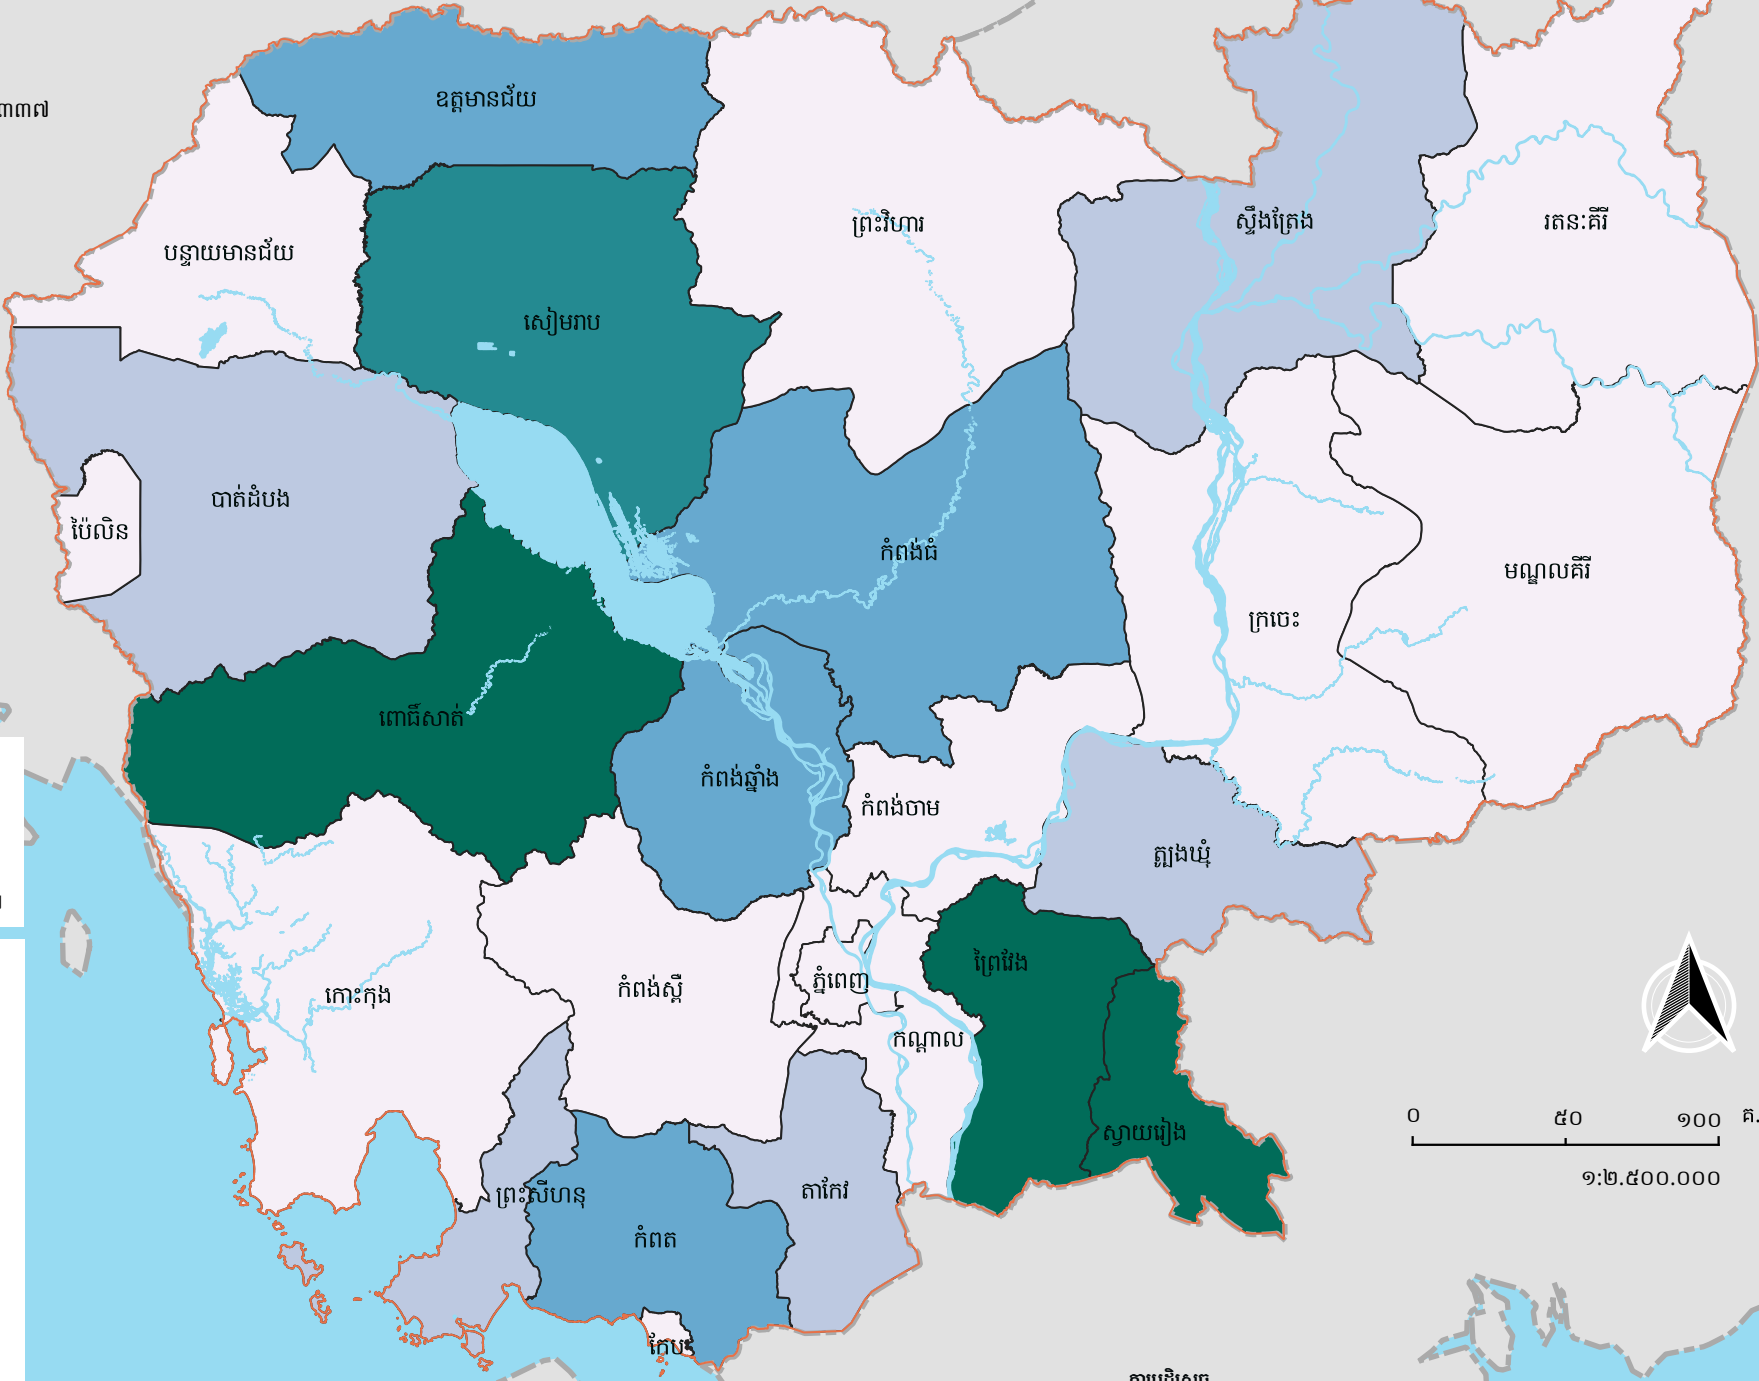 ឧត្តមានជ័យ
៣៣៧
ព្រះវិហារ
ស្ទឹងត្រែង
រតនៈគីរី
បន្ទាយមានជ័យ
សៀមរាប
បាត់ដំបង
ប៉ៃលិន
កំពង់ធំ
មណ្ឌលគីរី
ក្រចេះ
ពោធិ៍សាត់
កំពង់ឆ្នាំង
កំពង់ចាម
ត្បូងឃ្មុំ
ព្រៃវែង
ភ្នំពេញ
កំពង់ស្ពឺ
កោះកុង
កណ្ដាល
០ ៥០ ១០០ គ.
ស្វាយរៀង
១:២.៥០០.០០០
តាកែវ
ព្រះសីហនុ
កំពត
កែប